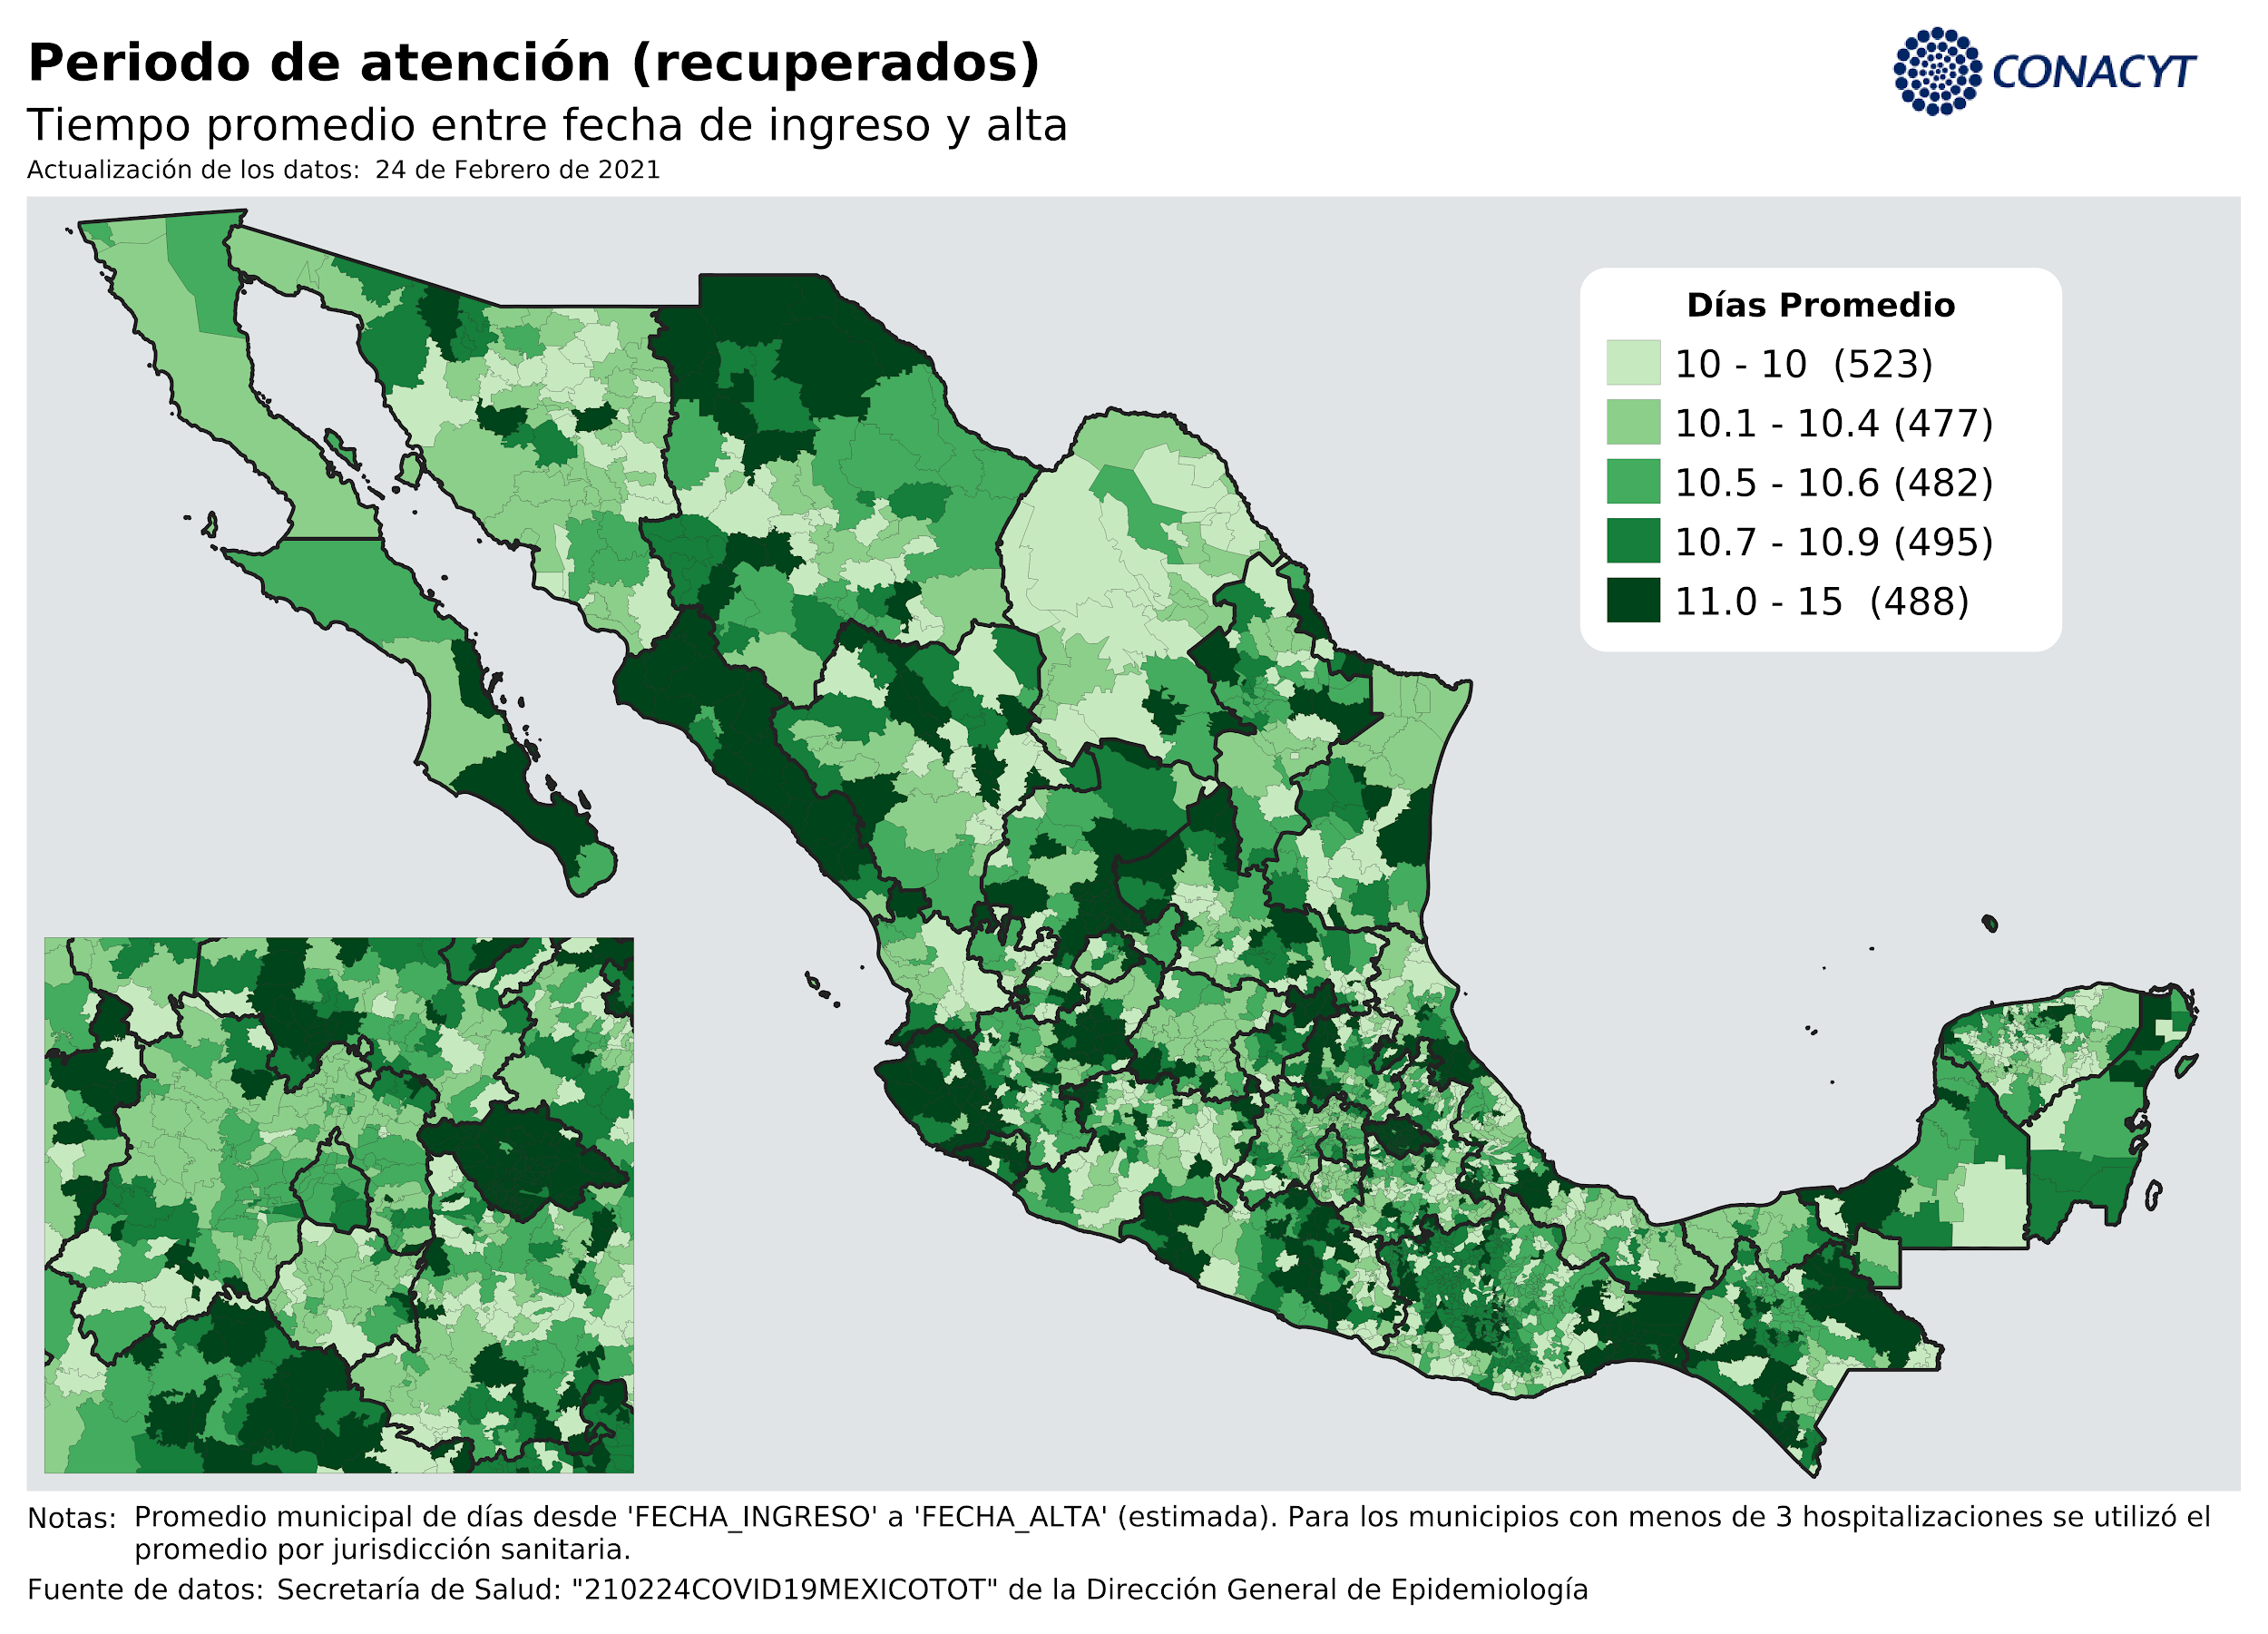 Periodo de atención (recuperados)
Tiempo promedio entre fecha de ingreso y alta
Actualización de los datos: 24 de Febrero de 2021
CONACYT
Días Promedio
10 - 10 (523)
10.1 - 10.4 (477)
10.5 - 10.6 (482)
10.7 - 10.9 (495)
11.0 - 15 (488)
Notas: Promedio municipal de días desde 'FECHA_INGRESO' a 'FECHA_ALTA' (estimada). Para los municipios con menos de 3 hospitalizaciones se utilizó el
promedio por jurisdicción sanitaria.
Fuente de datos: Secretaría de Salud: "210224COVID19MEXICOTOT" de la Dirección General de Epidemiología